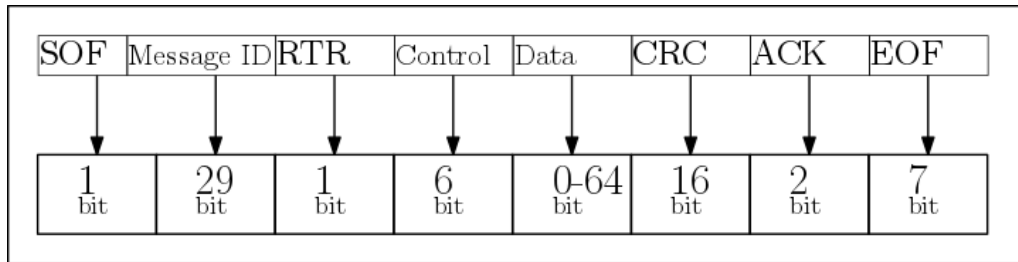 SOF Message ID RTR Control Data CRC ACK EOF
1 29 1 6 0-64 16 2 7
bit bit bit bit bit bit bit bit